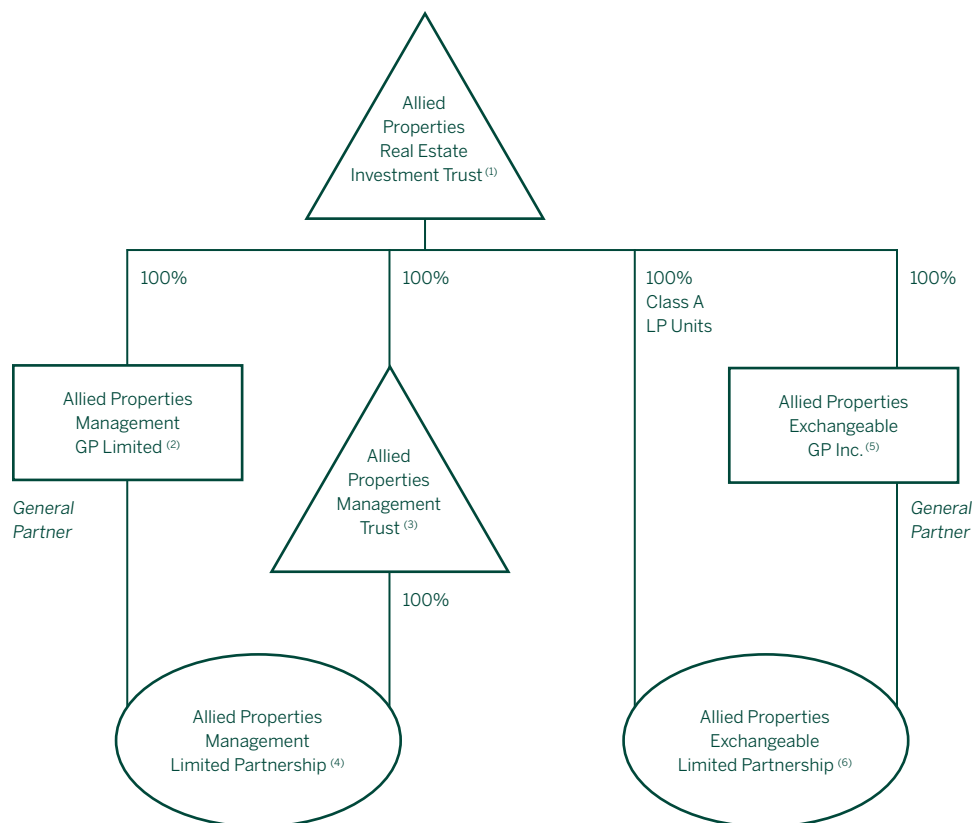 Allied
Properties
Real Estate
Investment Trust (1)
100%
100%
100%
Class A
LP Units
100%
Allied Properties
Management
GP Limited (2)
General
Partner
Allied
Properties
Management
Trust (3)
100%
Allied Properties
Exchangeable
GP Inc. (5)
General
Partner
Allied Properties
Management
Limited Partnership (4)
Allied Properties
Exchangeable
Limited Partnership (6)